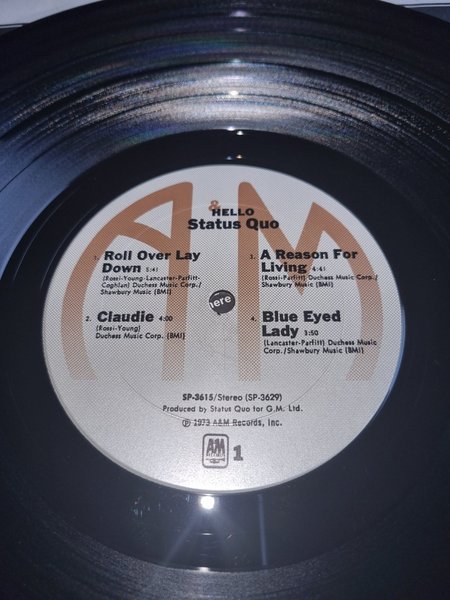 A&M
HELLO
Status Quo
1. Roll Over Lay
Down 5:41
(Rossi-Young-Lancaster-Parfitt-
Coghlan) Duchess Music Corp./
Shawbury Music (BMI)
2. Claudie 4:00
(Rossi-Young)
Duchess Music Corp. (BMI)
3. A Reason For
Living 4:41
(Rossi-Parfitt) Duchess Music Corp./
Shawbury Music (BMI)
4. Blue Eyed
Lady 3:50
(Lancaster-Parfitt) Duchess Music
Corp./Shawbury Music (BMI)
here
SP-3615/Stereo (SP-3629)
Produced by Status Quo for G.M. Ltd.
℗ 1973 A&M Records, Inc.
A&M
1